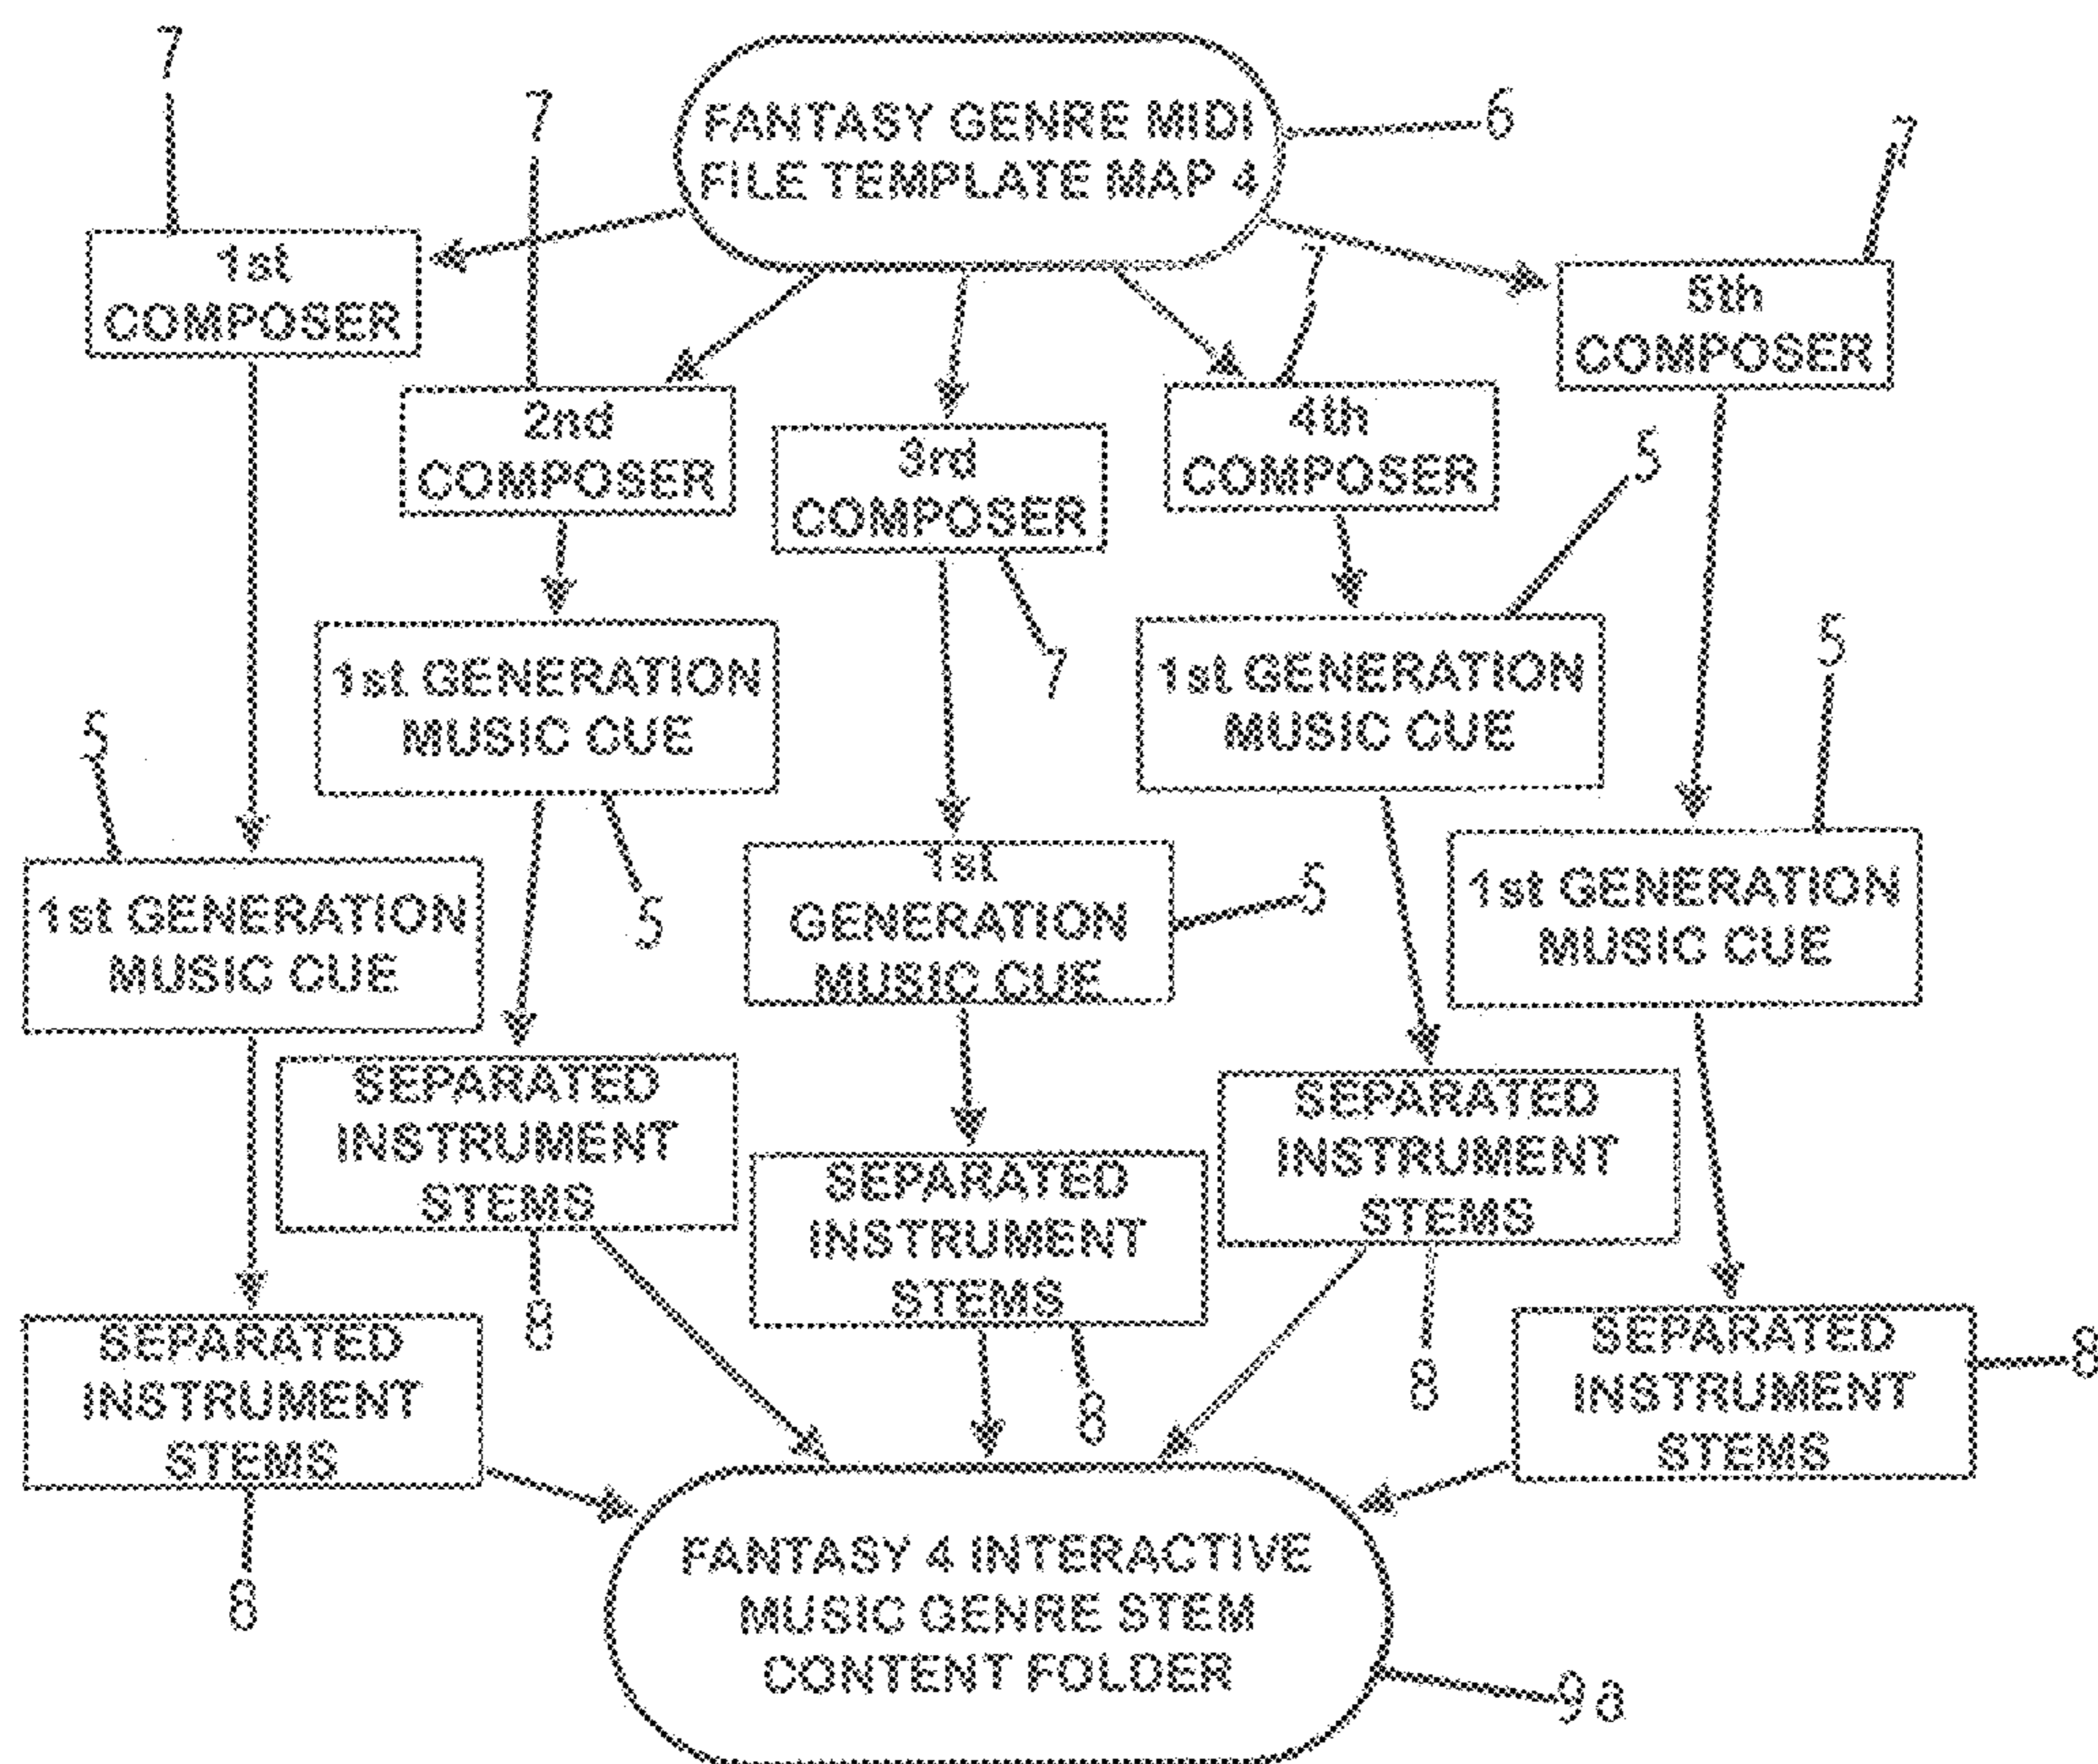 7
7
FANTASY GENRE MIDI
FILE TEMPLATE MAP 4
6
7
1st
COMPOSER
7
5th
COMPOSER
2nd
COMPOSER
3rd
COMPOSER
4th
COMPOSER
5
1st GENERATION
MUSIC CUE
7
1st GENERATION
MUSIC CUE
5
5
1st GENERATION
MUSIC CUE
5
1st
GENERATION
MUSIC CUE
5
1st GENERATION
MUSIC CUE
SEPARATED
INSTRUMENT
STEMS
8
SEPARATED
INSTRUMENT
STEMS
8
SEPARATED
INSTRUMENT
STEMS
8
SEPARATED
INSTRUMENT
STEMS
8
SEPARATED
INSTRUMENT
STEMS
8
FANTASY 4 INTERACTIVE
MUSIC GENRE STEM
CONTENT FOLDER
9a